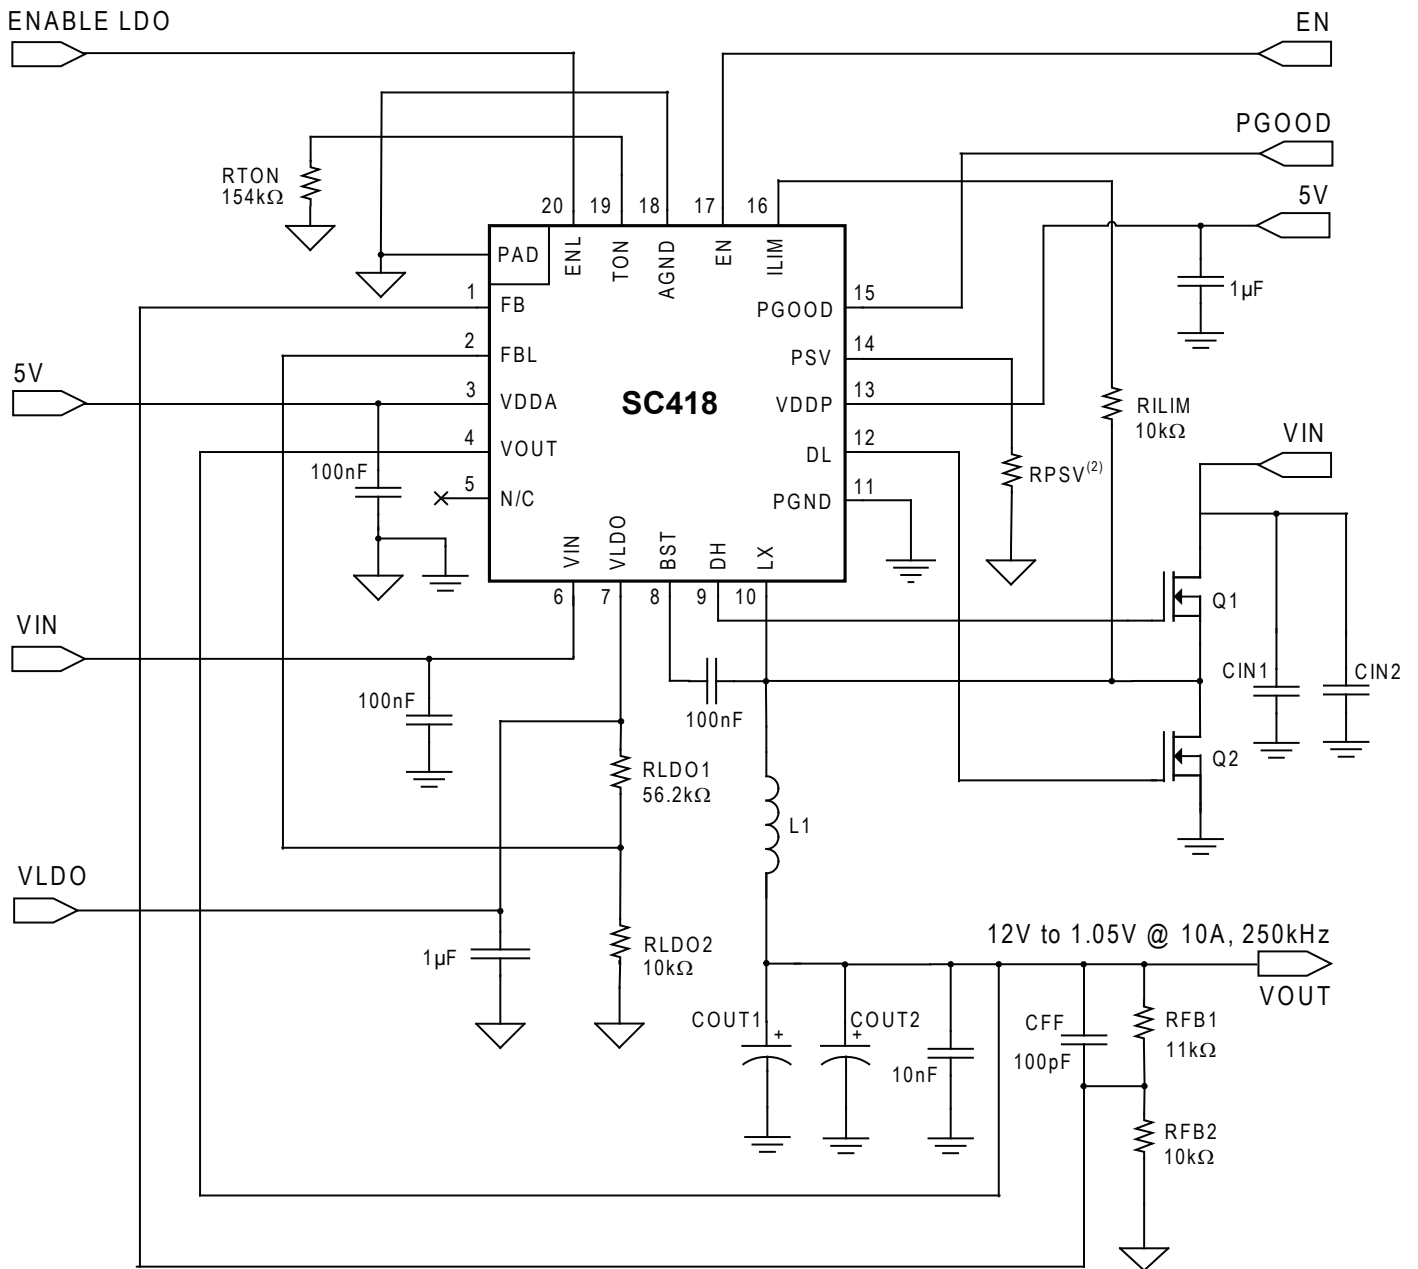 ENABLE LDO
EN
PGOOD
5V
RTON
154kΩ
20
19
18
17
16
PAD
ENL
TON
AGND
EN
ILIM
1
FB
15
PGOOD
1µF
2
FBL
14
PSV
5V
3
VDDA
SC418
13
VDDP
RILIM
10kΩ
VIN
4
VOUT
12
DL
100nF
RPSV(2)
5
N/C
11
PGND
VIN
VLDO
BST
DH
LX
6
7
8
9
10
Q1
VIN
100nF
100nF
CIN1
CIN2
RLDO1
56.2kΩ
Q2
L1
VLDO
1µF
RLDO2
10kΩ
12V to 1.05V @ 10A, 250kHz
VOUT
COUT1
+
COUT2
+
10nF
CFF
100pF
RFB1
11kΩ
RFB2
10kΩ